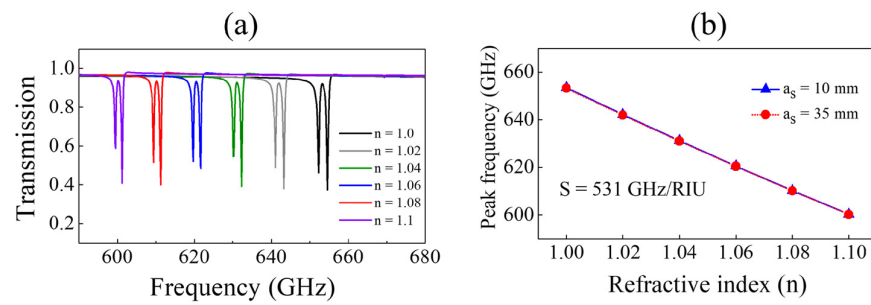 (a)
Transmission
1.0
0.8
0.6
0.4
0.2
n = 1.0
n = 1.02
n = 1.04
n = 1.06
n = 1.08
n = 1.1
600 620 640 660 680
Frequency (GHz)
(b)
Peak frequency (GHz)
660
640
620
600
a_s = 10 mm
a_s = 35 mm
S = 531 GHz/RIU
1.00 1.02 1.04 1.06 1.08 1.10
Refractive index (n)